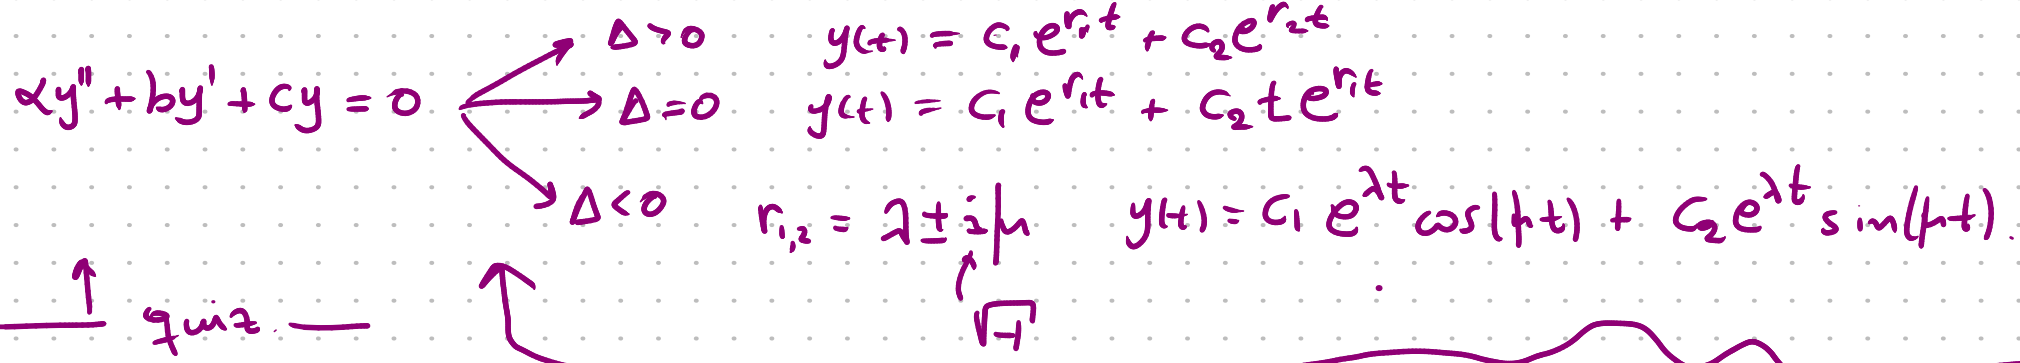 Δ>0 y(t) = c₁e^{r₁t} + c₂e^{r₂t}
αy'' + by' + cy = 0 Δ=0 y(t) = c₁e^{r₁t} + c₂te^{r₁t}
Δ<0 r₁,₂ = λ ± iμ y(t) = c₁e^{λt}cos(μt) + c₂e^{λt}sin(μt).
quiz. √-1